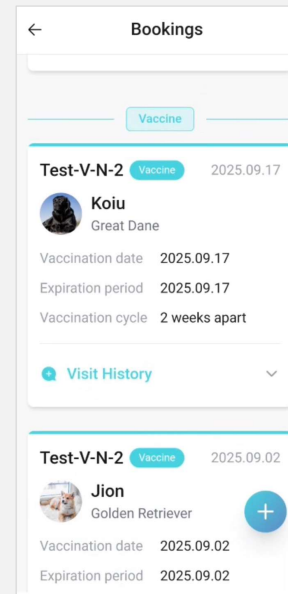 Bookings
Vaccine
Test-V-N-2 Vaccine 2025.09.17
Koiu
Great Dane
Vaccination date 2025.09.17
Expiration period 2025.09.17
Vaccination cycle 2 weeks apart
Visit History
Test-V-N-2 Vaccine 2025.09.02
Jion
Golden Retriever
Vaccination date 2025.09.02
Expiration period 2025.09.02